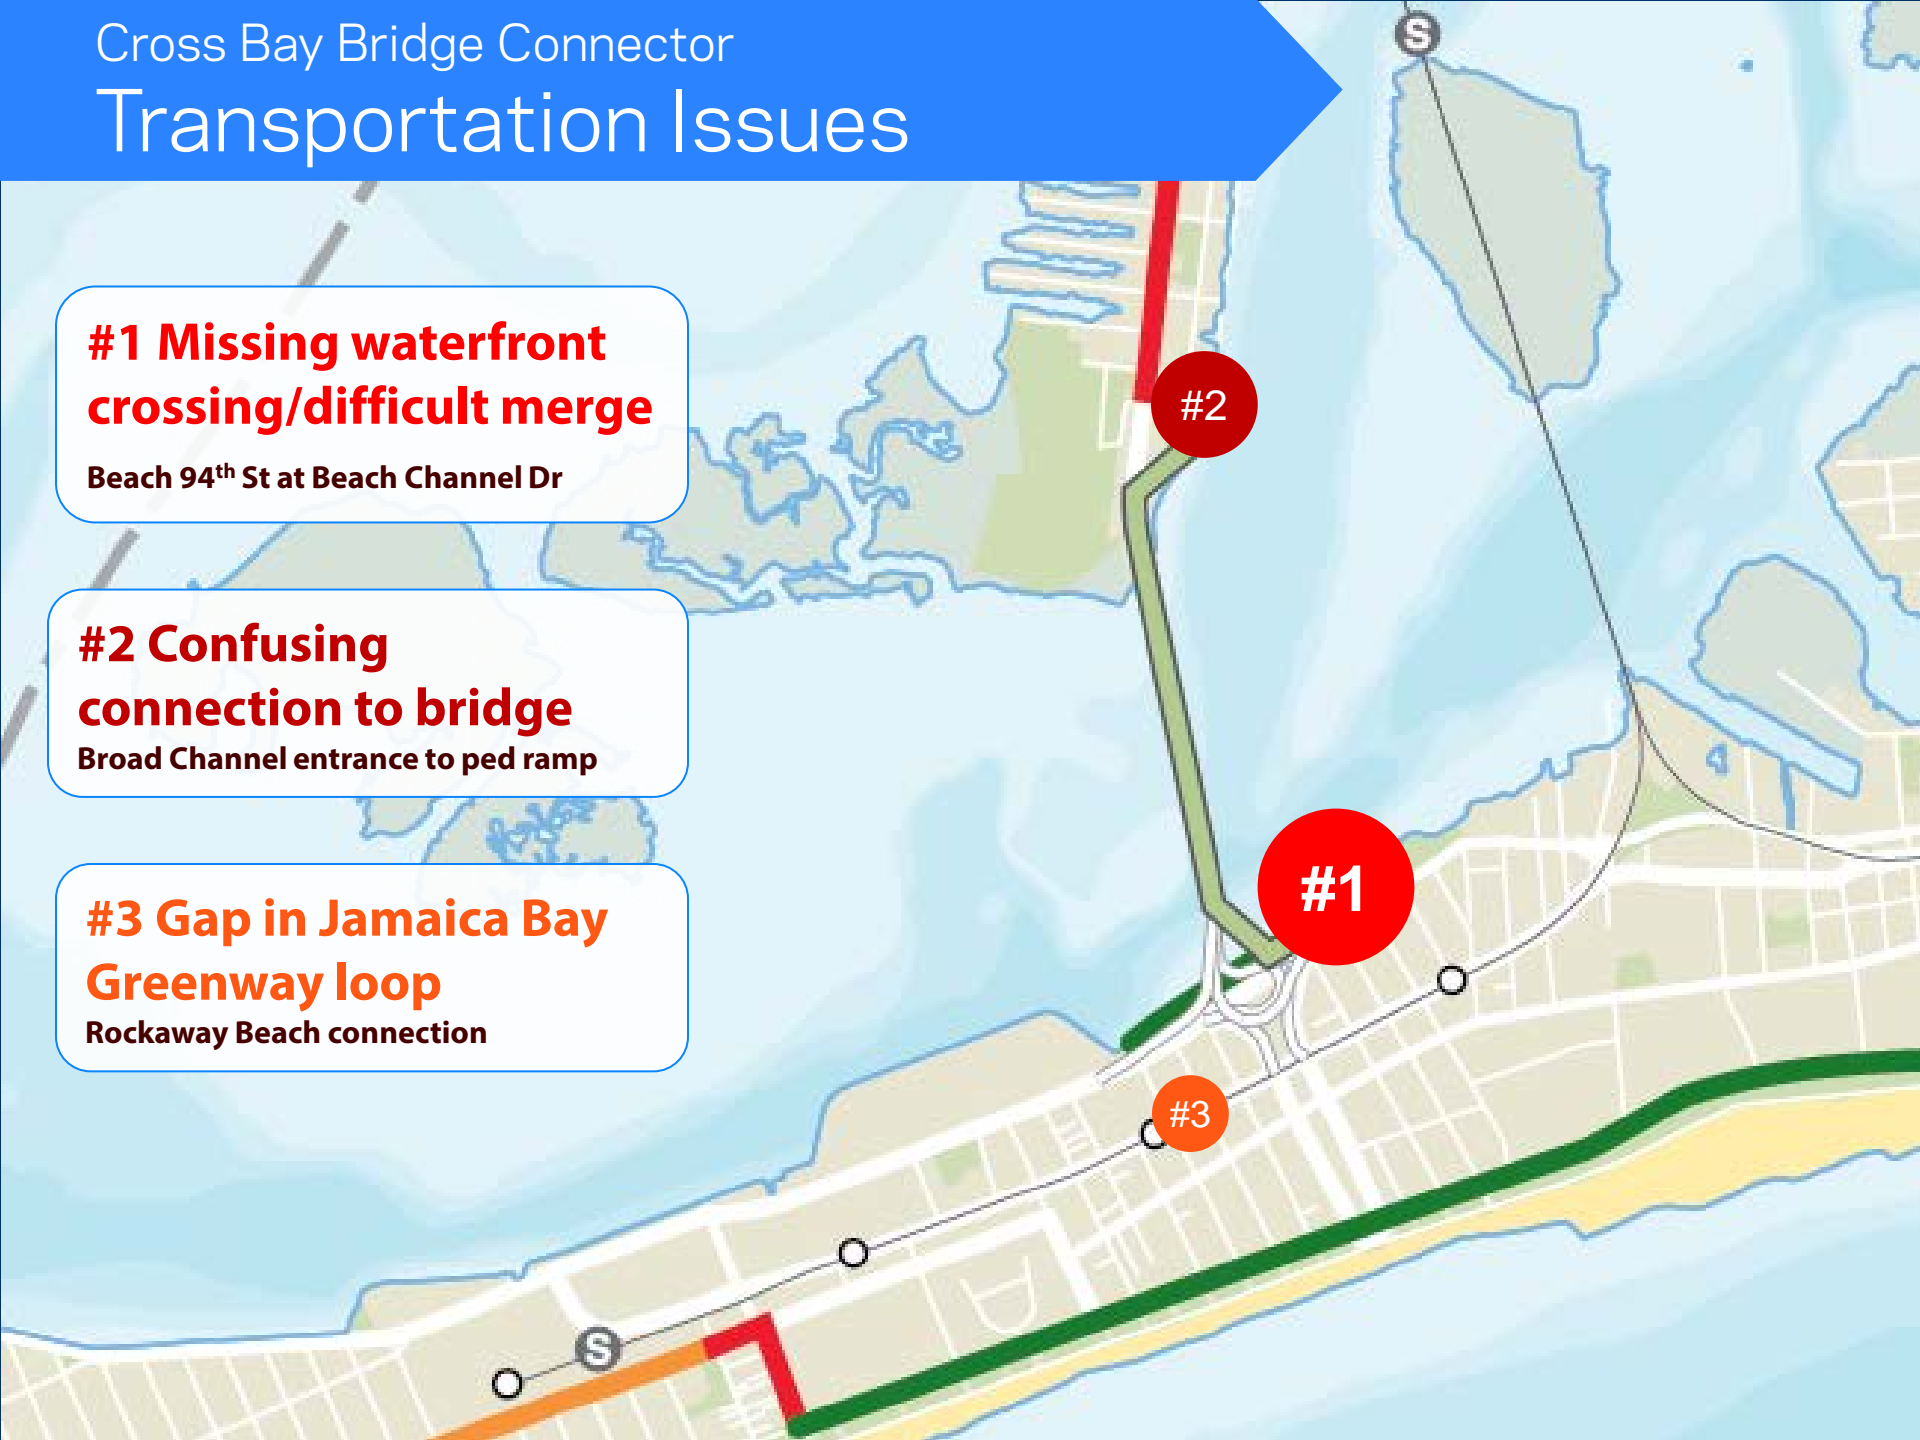 Cross Bay Bridge Connector
Transportation Issues
#1 Missing waterfront
crossing/difficult merge
Beach 94th St at Beach Channel Dr
#2 Confusing
connection to bridge
Broad Channel entrance to ped ramp
#3 Gap in Jamaica Bay
Greenway loop
Rockaway Beach connection
S
#2
#1
#3
S